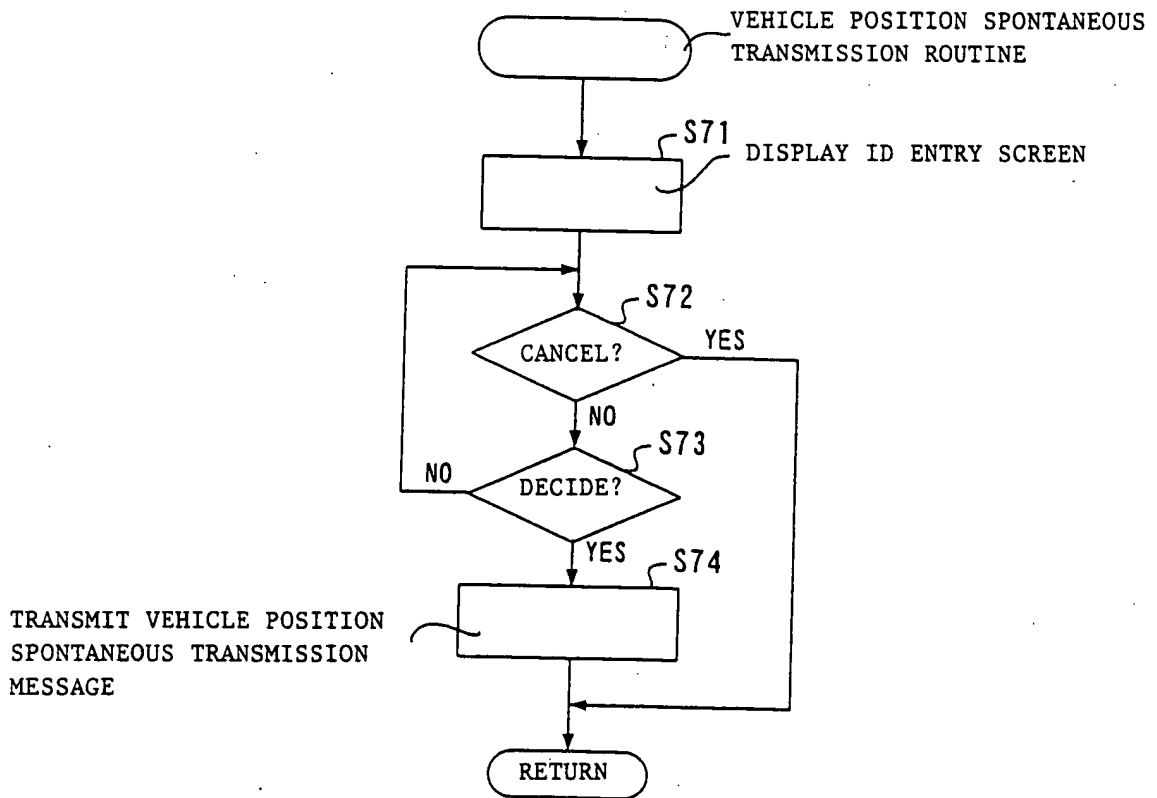 VEHICLE POSITION SPONTANEOUS
TRANSMISSION ROUTINE
S71
DISPLAY ID ENTRY SCREEN
S72
CANCEL?
YES
NO
S73
NO
DECIDE?
YES
S74
TRANSMIT VEHICLE POSITION
SPONTANEOUS TRANSMISSION
MESSAGE
RETURN